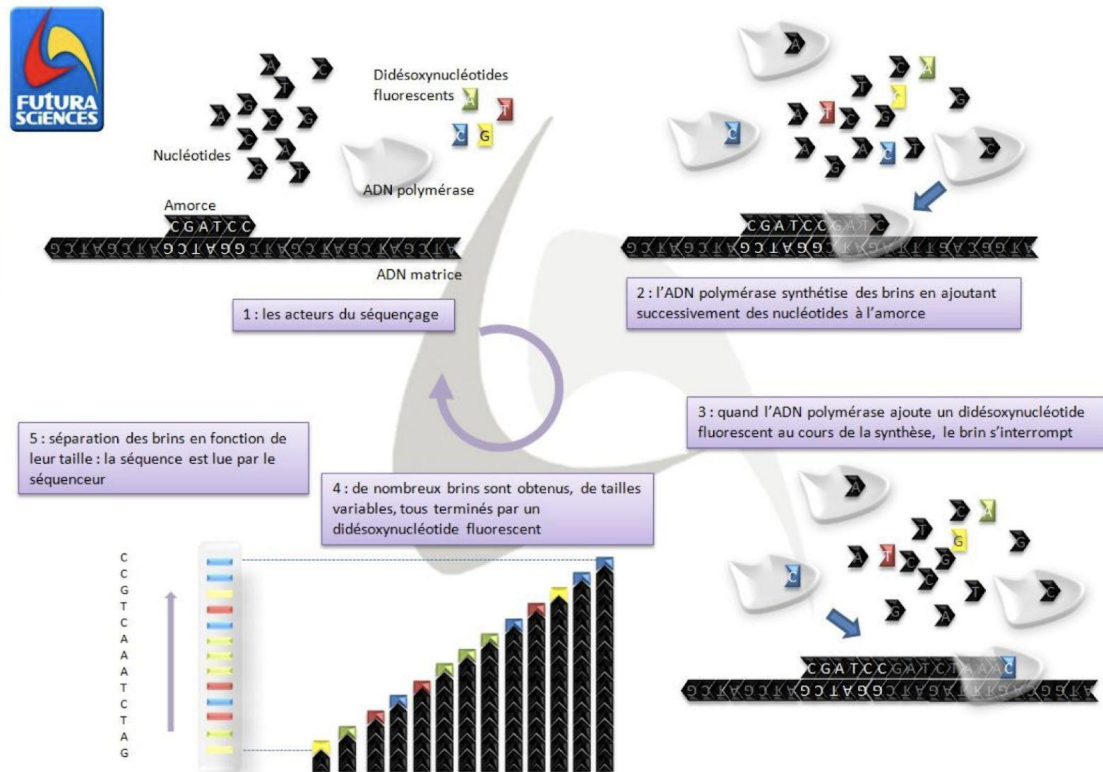 FUTURA
SCIENCES
Didésoxynucléotides
fluorescents
A
C
T
G
A
C
G
C
A
G
T
A
T
C
G
Nucléotides
ADN polymérase
Amorce
CGATCC
ADN matrice
1 : les acteurs du séquençage
A
T
C
A
G
A
T
C
G
C
A
G
A
C
T
C
CGATCCGATC
2 : l'ADN polymérase synthétise des brins en ajoutant
successivement des nucléotides à l'amorce
3 : quand l'ADN polymérase ajoute un didésoxynucléotide
fluorescent au cours de la synthèse, le brin s'interrompt
A
T
C
A
G
G
A
T
C
G
C
C
G
A
T
C
CGATCCGATCTAAAC
4 : de nombreux brins sont obtenus, de tailles
variables, tous terminés par un
didésoxynucléotide fluorescent
5 : séparation des brins en fonction de
leur taille : la séquence est lue par le
séquenceur
C
C
G
T
C
A
A
A
T
C
T
A
G